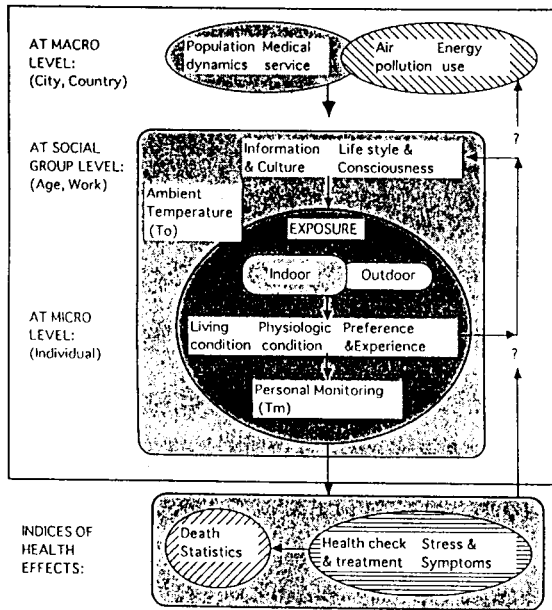 AT MACRO
LEVEL:
(City, Country)
Population Medical
dynamics service
Air Energy
pollution use
?
AT SOCIAL
GROUP LEVEL:
(Age, Work)
Information Life style &
& Culture Consciousness
Ambient
Temperature
(To)
EXPOSURE
Indoor Outdoor
AT MICRO
LEVEL:
(Individual)
Living Physiologic Preference
condition condition &Experience
?
Personal Monitoring
(Tm)
INDICES OF
HEALTH
EFFECTS:
Death
Statistics
Health check Stress &
& treatment Symptoms